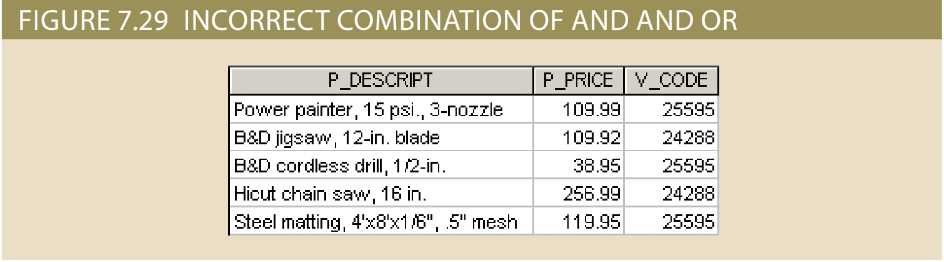 FIGURE 7.29 INCORRECT COMBINATION OF AND AND OR
P_DESCRIPT P_PRICE V_CODE
Power painter, 15 psi., 3-nozzle 109.99 25595
B&D jigsaw, 12-in. blade 109.92 24288
B&D cordless drill, 1/2-in. 38.95 25595
Hicut chain saw, 16 in. 256.99 24288
Steel matting, 4'x8'x1/6", .5" mesh 119.95 25595